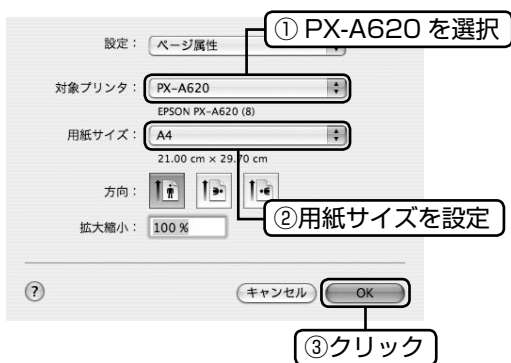 ① PX-A620 を選択
設定： ページ属性
対象プリンタ： PX-A620
EPSON PX-A620 (8)
用紙サイズ： A4
21.00 cm × 29.70 cm
方向：
②用紙サイズを設定
拡大縮小： 100 %
? キャンセル OK
③クリック